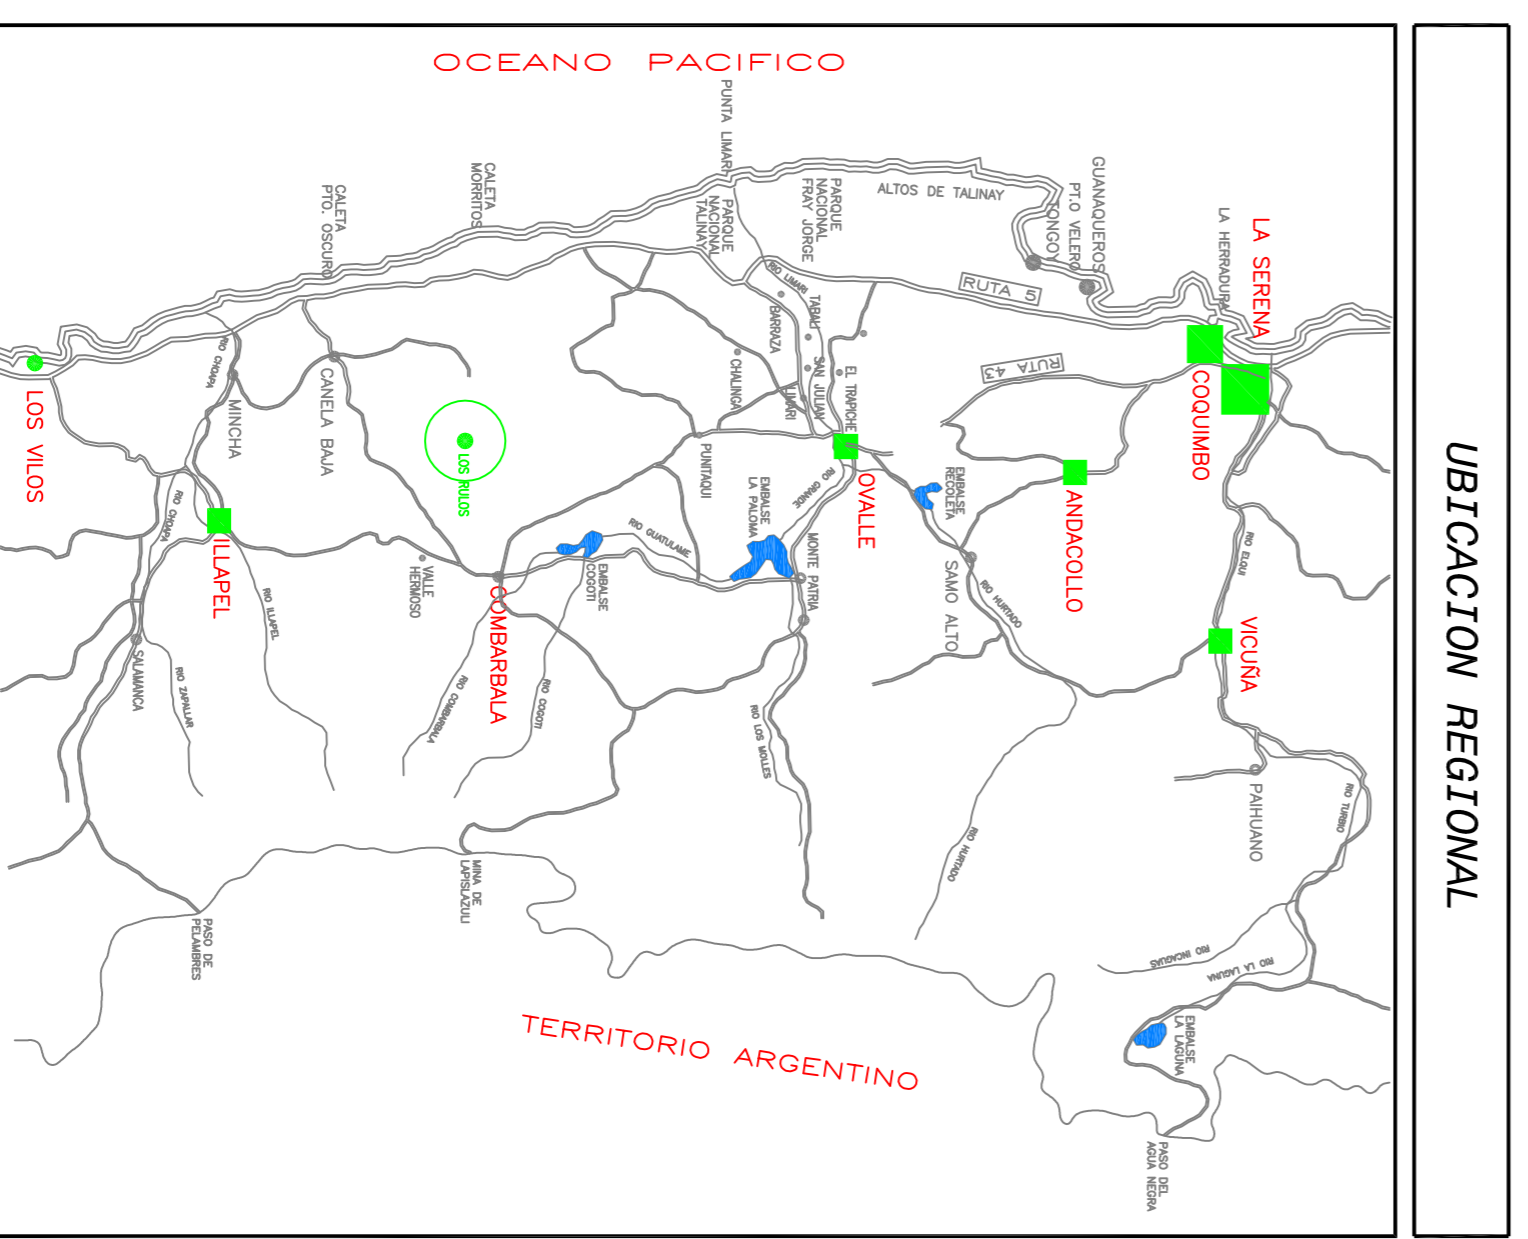 UBICACION REGIONAL
OCEANO PACIFICO
TERRITORIO ARGENTINO
LA SERENA
LA HERRADURA
COQUIMBO
GUANAQUEROS
PT.O VELERO
TONGOY
RUTA 5
RUTA 43
ALTOS DE TALINAY
PARQUE
NACIONAL
FRAY JORGE
PUNTA LIMARI
PARQUE
NACIONAL
TALINAY
RIO LIMARI
TABALI
BARRAZA
SAN JULIAN
LIMARI
CHALINGA
EL TRAPICHE
OVALLE
PUNITAQUI
RIO GRANDE
EMBALSE
LA PALOMA
MONTE PATRIA
EMBALSE
RECOLETA
ANDACOLLO
SAMO ALTO
RIO HURTADO
RIO HURTADO
RIO ELQUI
VICUÑA
PAIHUANO
RIO TURBIO
RIO INCAGUAS
RIO LA LAGUNA
EMBALSE
LA LAGUNA
PASO DEL
AGUA NEGRA
RIO LOS MOLLES
RIO GUATULAME
EMBALSE
COGOTI
RIO COGOTI
COMBARBALA
RIO COMBARBALA
MINA DE
LAPISLAZULI
VALLE
HERMOSO
LOS RULOS
CALETA
MORRITOS
CALETA
PTO. OSCURO
CANELA BAJA
MINCHA
RIO CHOAPA
RIO CHOAPA
ILLAPEL
RIO ILLAPEL
SALAMANCA
RIO ZAPALLAR
PASO DE
PELAMBRES
LOS VILOS